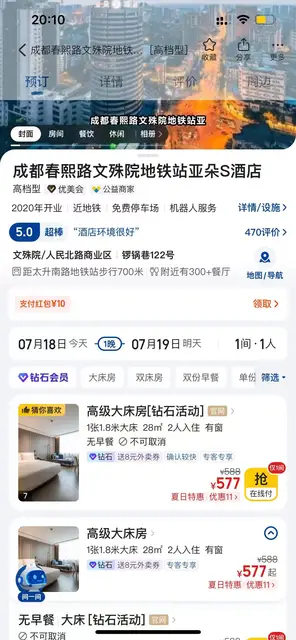 20:10
成都春熙路文殊院地铁... [高档型]
收藏
分享
更多
预订
详情
评价
周边
成都春熙路文殊院地铁站亚
封面
房间
餐饮
休闲
相册
成都春熙路文殊院地铁站亚朵S酒店
高档型 优美会 公益商家
2020年开业 近地铁 免费停车场 机器人服务 详情/设施
5.0 超棒 “酒店环境很好” 470评价
文殊院/人民北路商业区 锣锅巷122号
距太升南路地铁站步行700米 附近有300+餐厅
地图/导航
支付红包¥10 领取
07月18日 今天 1晚 07月19日 明天 1间·1人
钻石会员 大床房 双床房 双份早餐 单份 筛选
猜你喜欢
7
高级大床房[钻石活动] 官网
1张1.8米大床 28㎡ 2人入住 有窗
无早餐 不可取消
钻石 送8元外卖券 确认较快 专客专享
¥588
¥577
夏日特惠 优惠11
仅1间
抢
在线付
高级大床房
1张1.8米大床 28㎡ 2人入住 有窗
钻石 送8元外卖券 专客专享
¥588
¥577起
夏日特惠 优惠11
问一问
无早餐 大床 [钻石活动] 官网
不可取消
仅1间